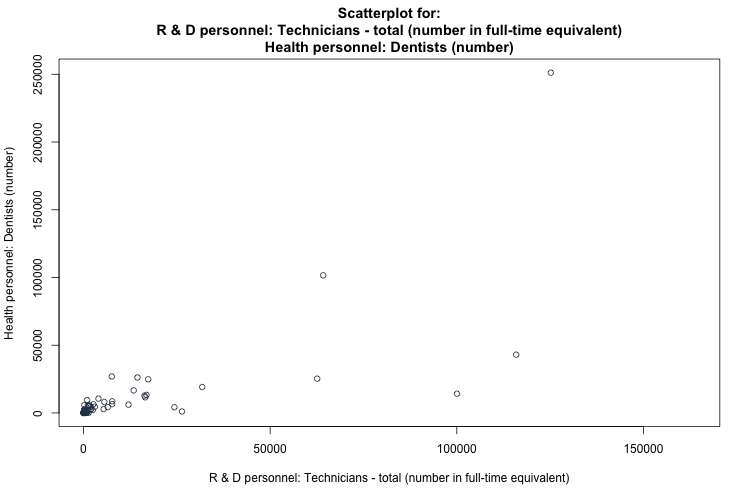 Scatterplot for:
R & D personnel: Technicians - total (number in full-time equivalent)
Health personnel: Dentists (number)
Health personnel: Dentists (number)
250000
200000
150000
100000
50000
0
0 50000 100000 150000
R & D personnel: Technicians - total (number in full-time equivalent)